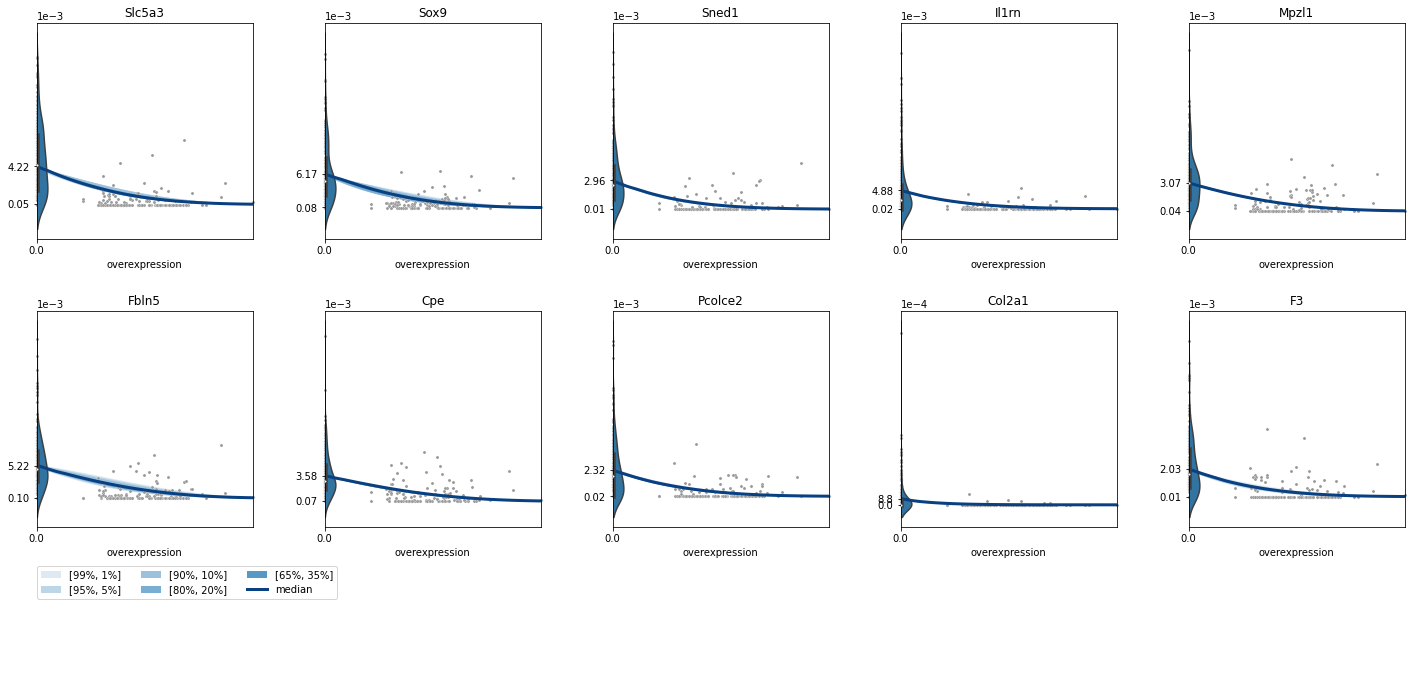 Slc5a3
1e−3
4.22
0.05
0.0
overexpression
Sox9
1e−3
6.17
0.08
0.0
overexpression
Sned1
1e−3
2.96
0.01
0.0
overexpression
Il1rn
1e−3
4.88
0.02
0.0
overexpression
Mpzl1
1e−3
3.07
0.04
0.0
overexpression
Fbln5
1e−3
5.22
0.10
0.0
overexpression
Cpe
1e−3
3.58
0.07
0.0
overexpression
Pcolce2
1e−3
2.32
0.02
0.0
overexpression
Col2a1
1e−4
8.8
0.0
0.0
overexpression
F3
1e−3
2.03
0.01
0.0
overexpression
[99%, 1%]
[95%, 5%]
[90%, 10%]
[80%, 20%]
[65%, 35%]
median